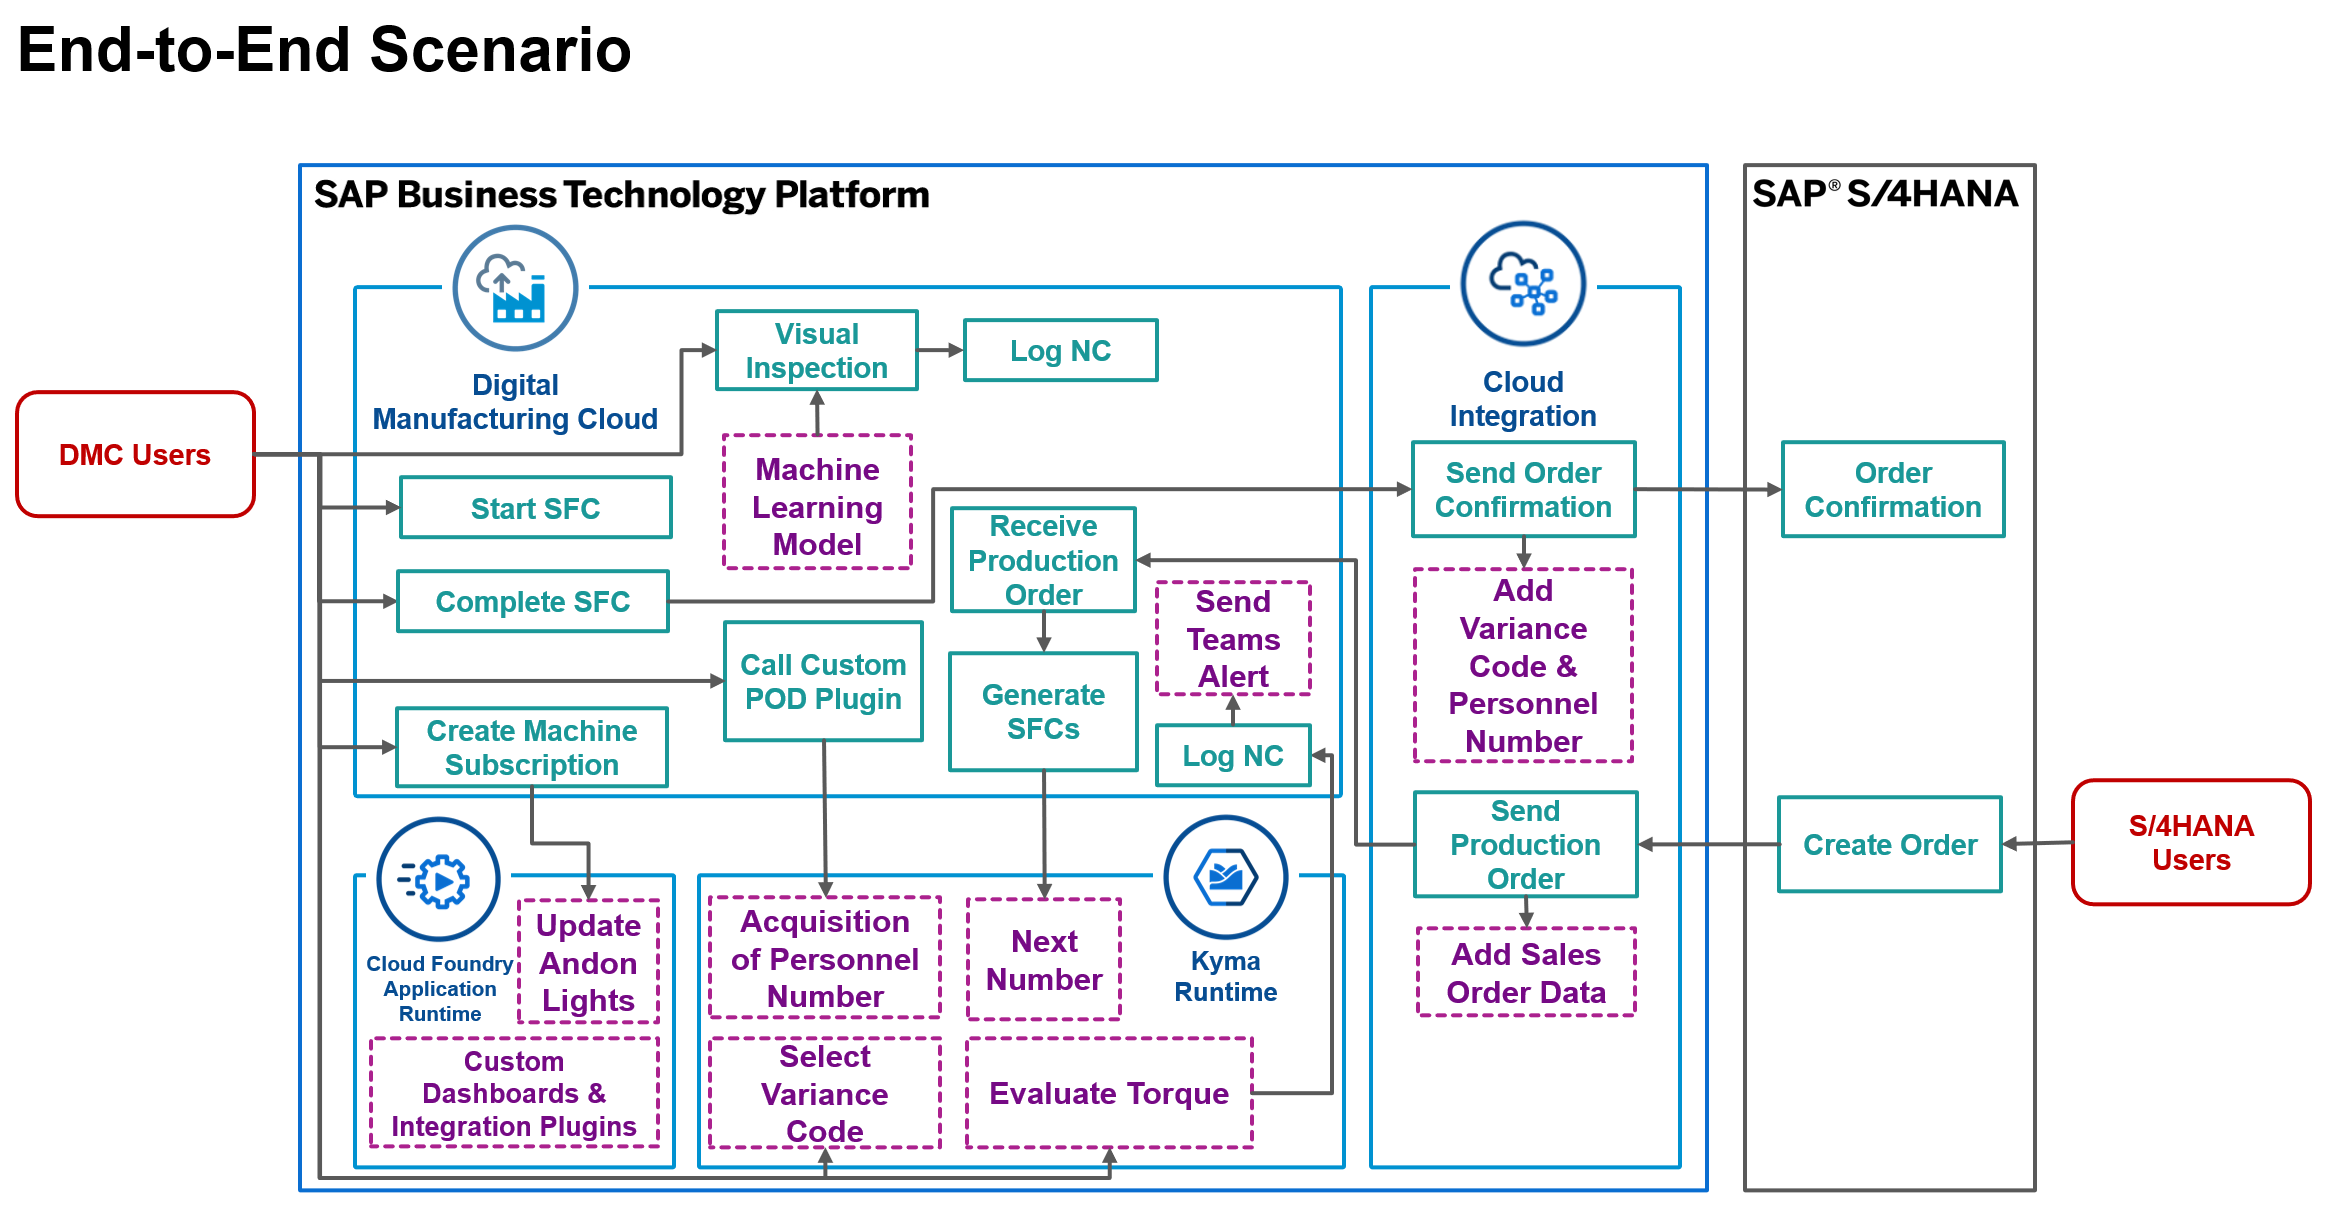 End-to-End Scenario
SAP Business Technology Platform
SAP® S/4HANA
Digital
Manufacturing Cloud
Visual
Inspection
Log NC
Cloud
Integration
DMC Users
Machine
Learning
Model
Start SFC
Complete SFC
Receive
Production
Order
Send Order
Confirmation
Order
Confirmation
Call Custom
POD Plugin
Generate
SFCs
Send
Teams
Alert
Log NC
Add
Variance
Code &
Personnel
Number
Create Machine
Subscription
Send
Production
Order
Create Order
S/4HANA
Users
Cloud Foundry
Application
Runtime
Update
Andon
Lights
Acquisition
of Personnel
Number
Next
Number
Kyma
Runtime
Add Sales
Order Data
Custom
Dashboards &
Integration Plugins
Select
Variance
Code
Evaluate Torque